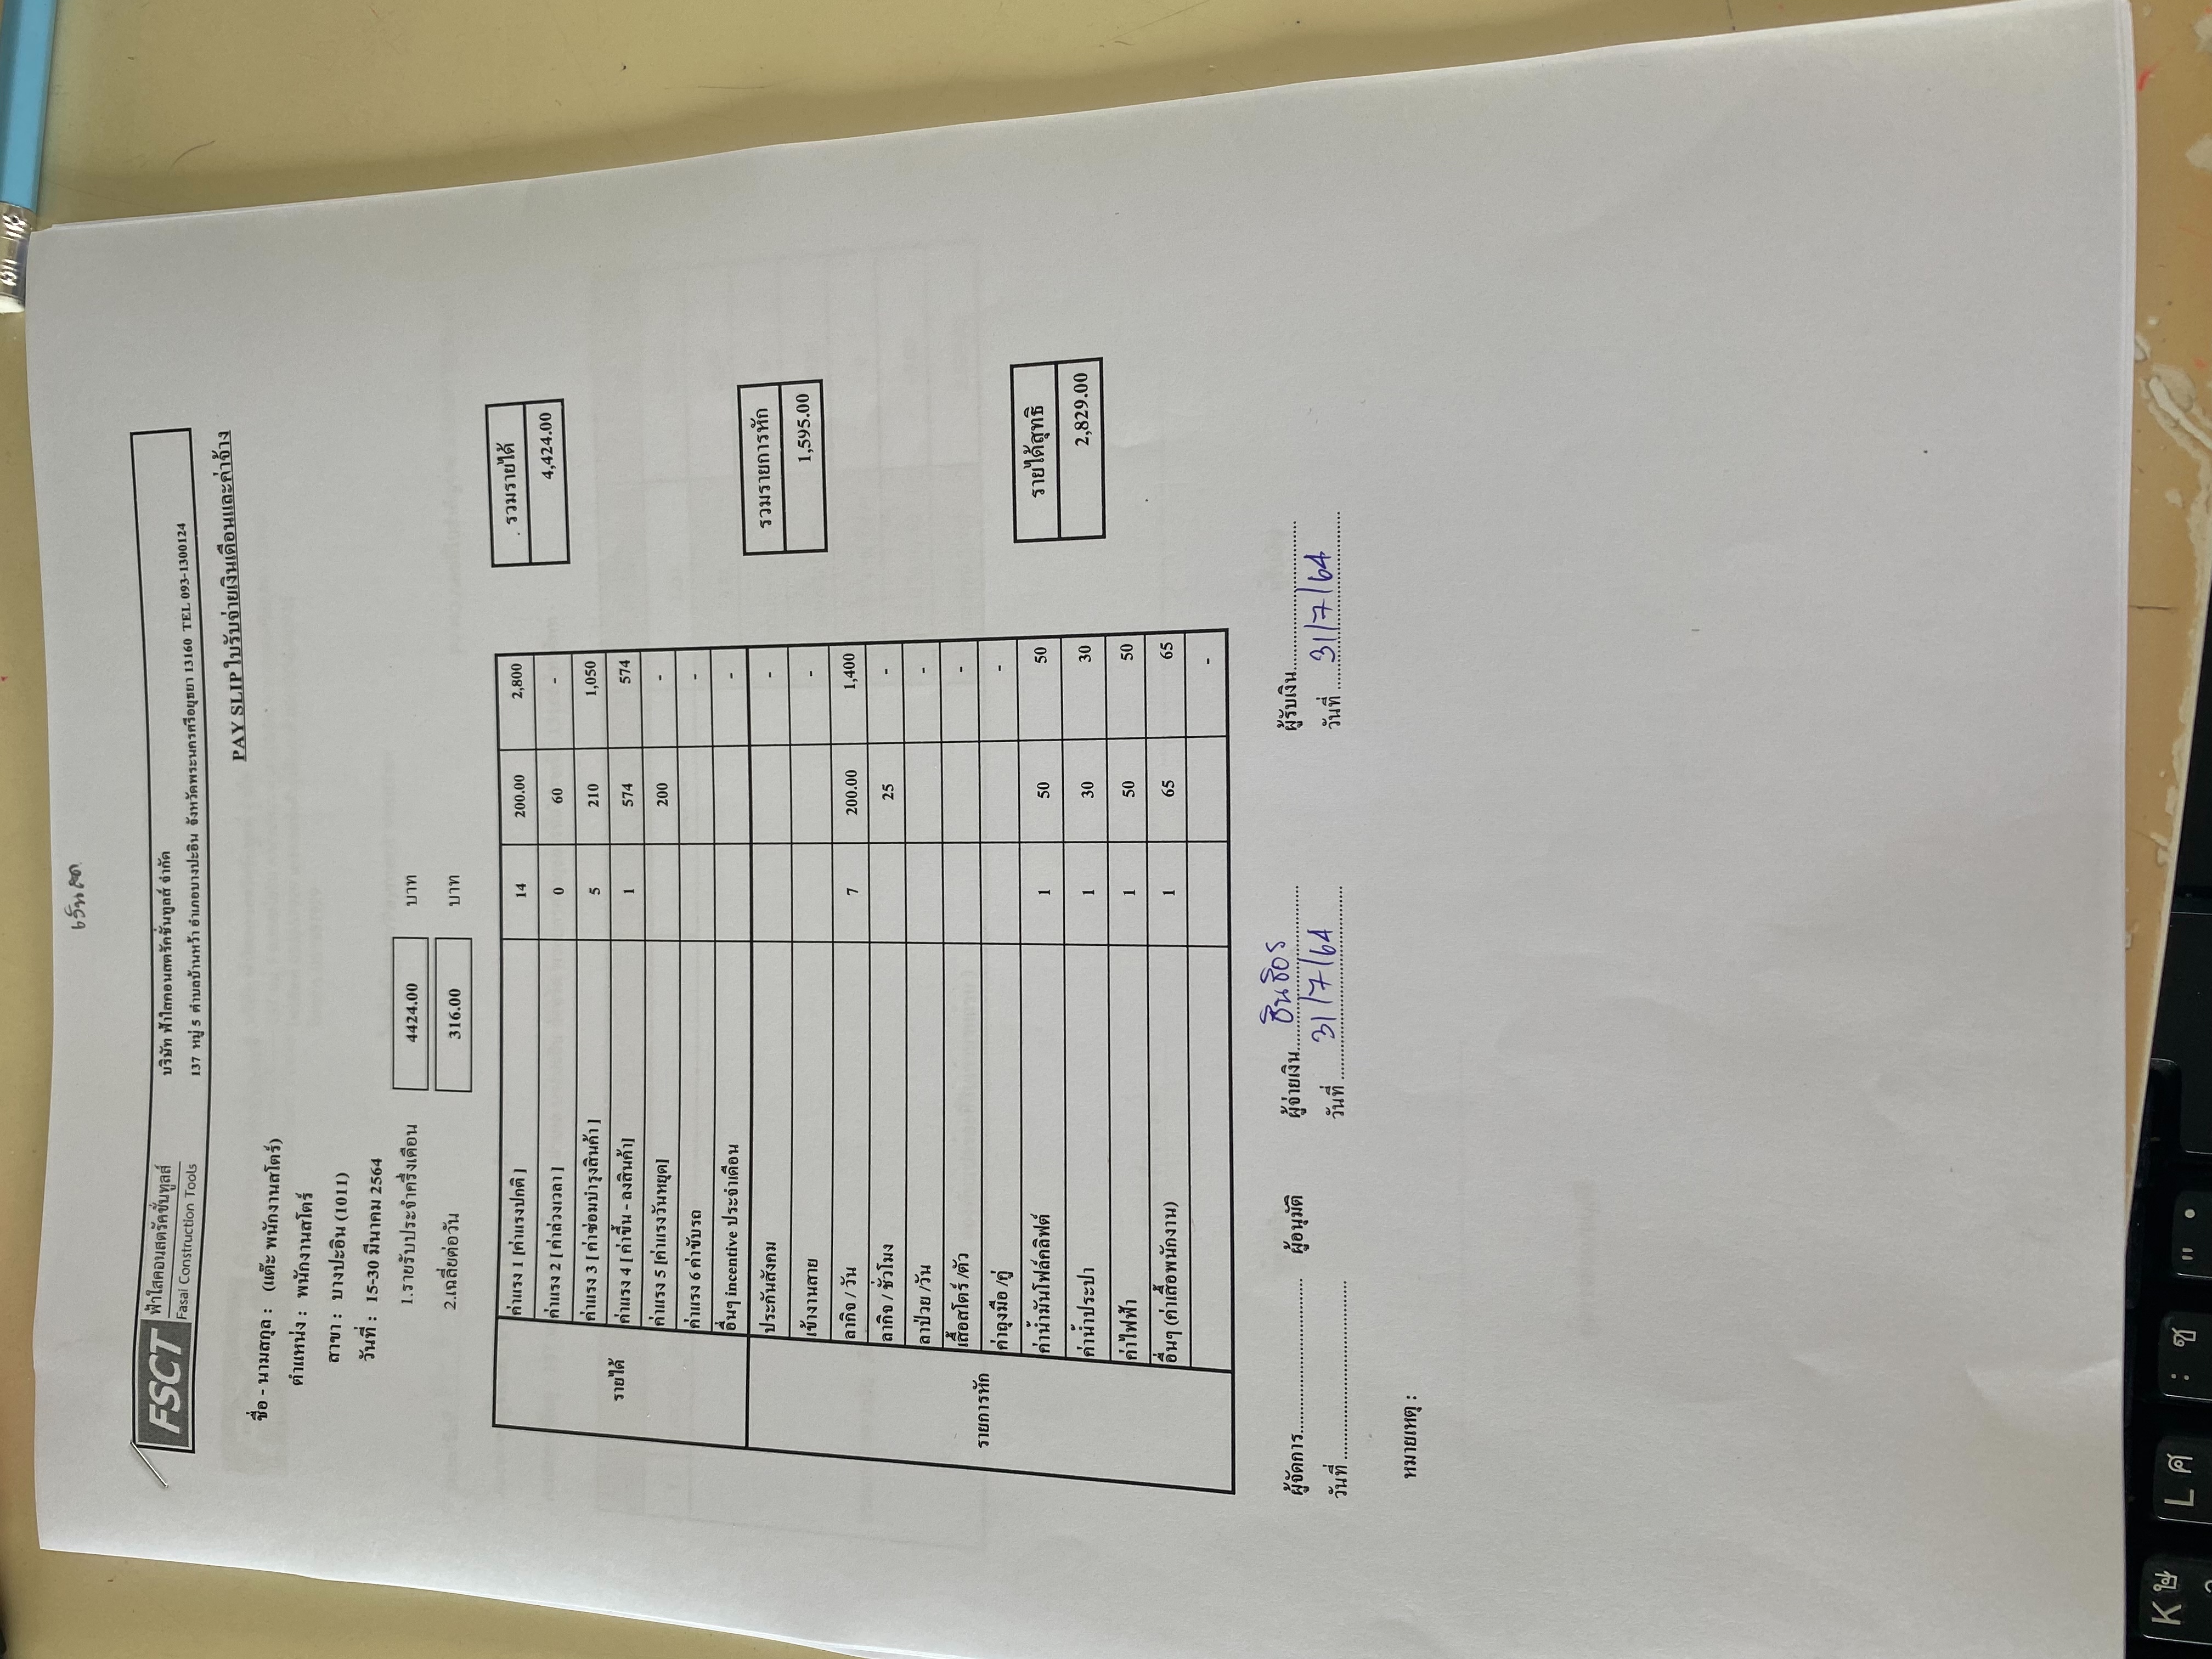 เงินสด
FSCT ฟ้าใสคอนสตรัคชั่นทูลส์
Fasai Construction Tools
บริษัท ฟ้าใสคอนสตรัคชั่นทูลส์ จำกัด
137 หมู่ 5 ตำบลบ้านหว้า อำเภอบางปะอิน จังหวัดพระนครศรีอยุธยา 13160 TEL 093-1300124
PAY SLIP ใบรับจ่ายเงินเดือนและค่าจ้าง
ชื่อ - นามสกุล : (แต๊ะ พนักงานสโตร์)
ตำแหน่ง : พนักงานสโตร์
สาขา : บางปะอิน (1011)
วันที่ : 15-30 มีนาคม 2564
1.รายรับประจำครึ่งเดือน 4424.00 บาท
2.เฉลี่ยต่อวัน 316.00 บาท
รายได้
ค่าแรง 1 [ค่าแรงปกติ ] 14 200.00 2,800
ค่าแรง 2 [ ค่าล่วงเวลา ] 0 60 -
ค่าแรง 3 [ ค่าซ่อมบำรุงสินค้า ] 5 210 1,050
ค่าแรง 4 [ ค่าขึ้น - ลงสินค้า] 1 574 574
ค่าแรง 5 [ค่าแรงวันหยุด] 200 -
ค่าแรง 6 ค่าขับรถ -
อื่นๆ incentive ประจำเดือน -
รายการหัก
ประกันสังคม -
เข้างานสาย -
ลากิจ / วัน 7 200.00 1,400
ลากิจ / ชั่วโมง 25 -
ลาป่วย /วัน -
เสื้อสโตร์ /ตัว -
ค่าถุงมือ /คู่ -
ค่าน้ำมันโฟล์คลิฟต์ 1 50 50
ค่าน้ำประปา 1 30 30
ค่าไฟฟ้า 1 50 50
อื่นๆ (ค่าเสื้อพนักงาน) 1 65 65
-
รวมรายได้
4,424.00
รวมรายการหัก
1,595.00
รายได้สุทธิ
2,829.00
ผู้จัดการ.................................. ผู้อนุมัติ ผู้จ่ายเงิน.................................. ผู้รับเงิน..................................
วันที่ .................................. วันที่ 31/7/64 วันที่ 31/7/64
หมายเหตุ :
K ษ
L ศ
: ซ
" .